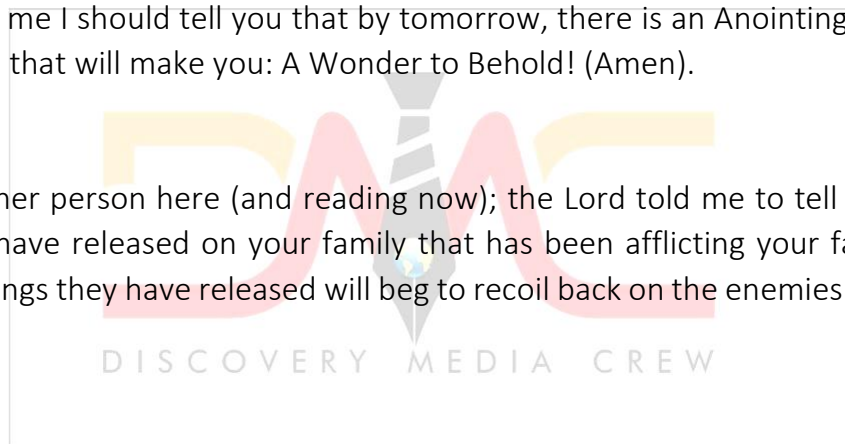 me I should tell you that by tomorrow, there is an Anointing
that will make you: A Wonder to Behold! (Amen).
her person here (and reading now); the Lord told me to tell
have released on your family that has been afflicting your fa
ngs they have released will beg to recoil back on the enemies
DMC
DISCOVERY MEDIA CREW